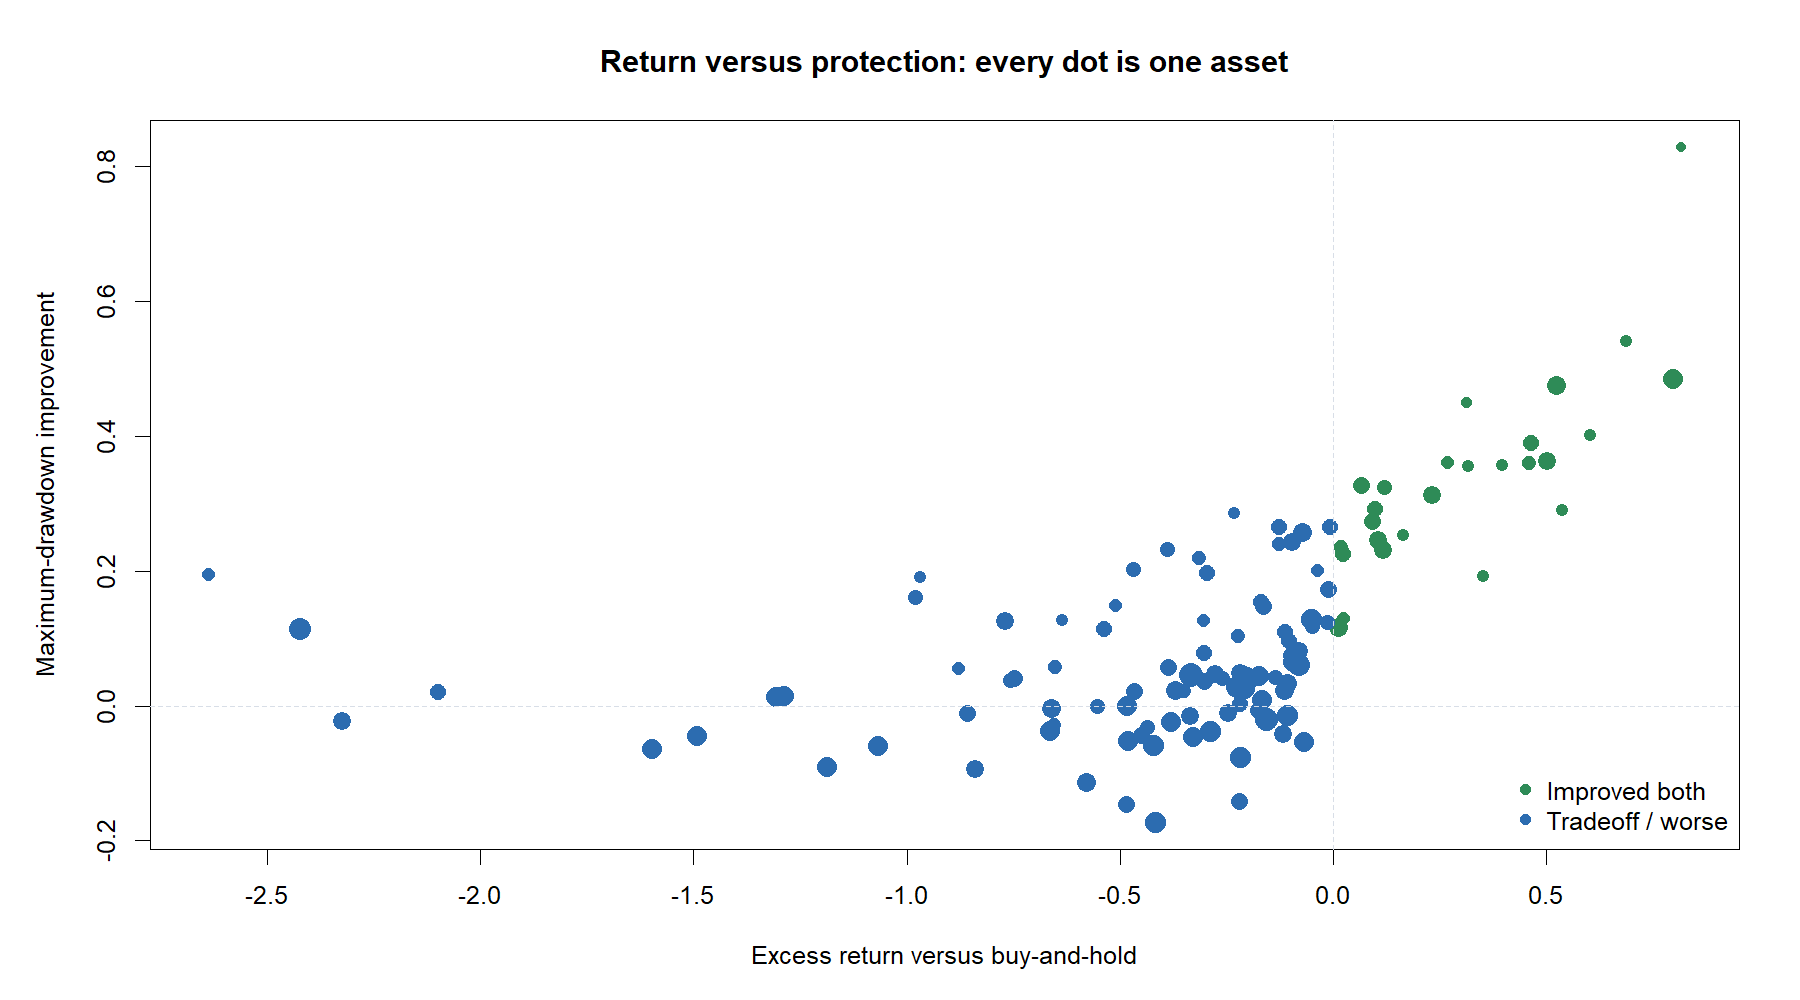 Return versus protection: every dot is one asset
Maximum-drawdown improvement
0.8
0.6
0.4
0.2
0.0
-0.2
Improved both
Tradeoff / worse
-2.5 -2.0 -1.5 -1.0 -0.5 0.0 0.5
Excess return versus buy-and-hold